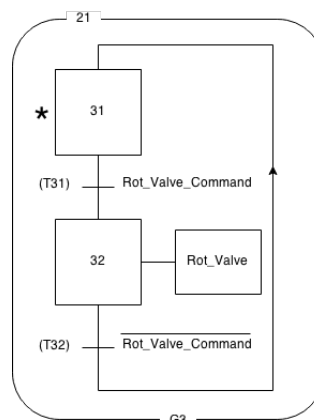 21
*
31
(T31) Rot_Valve_Command
32 Rot_Valve
(T32) Rot_Valve_Command
G3